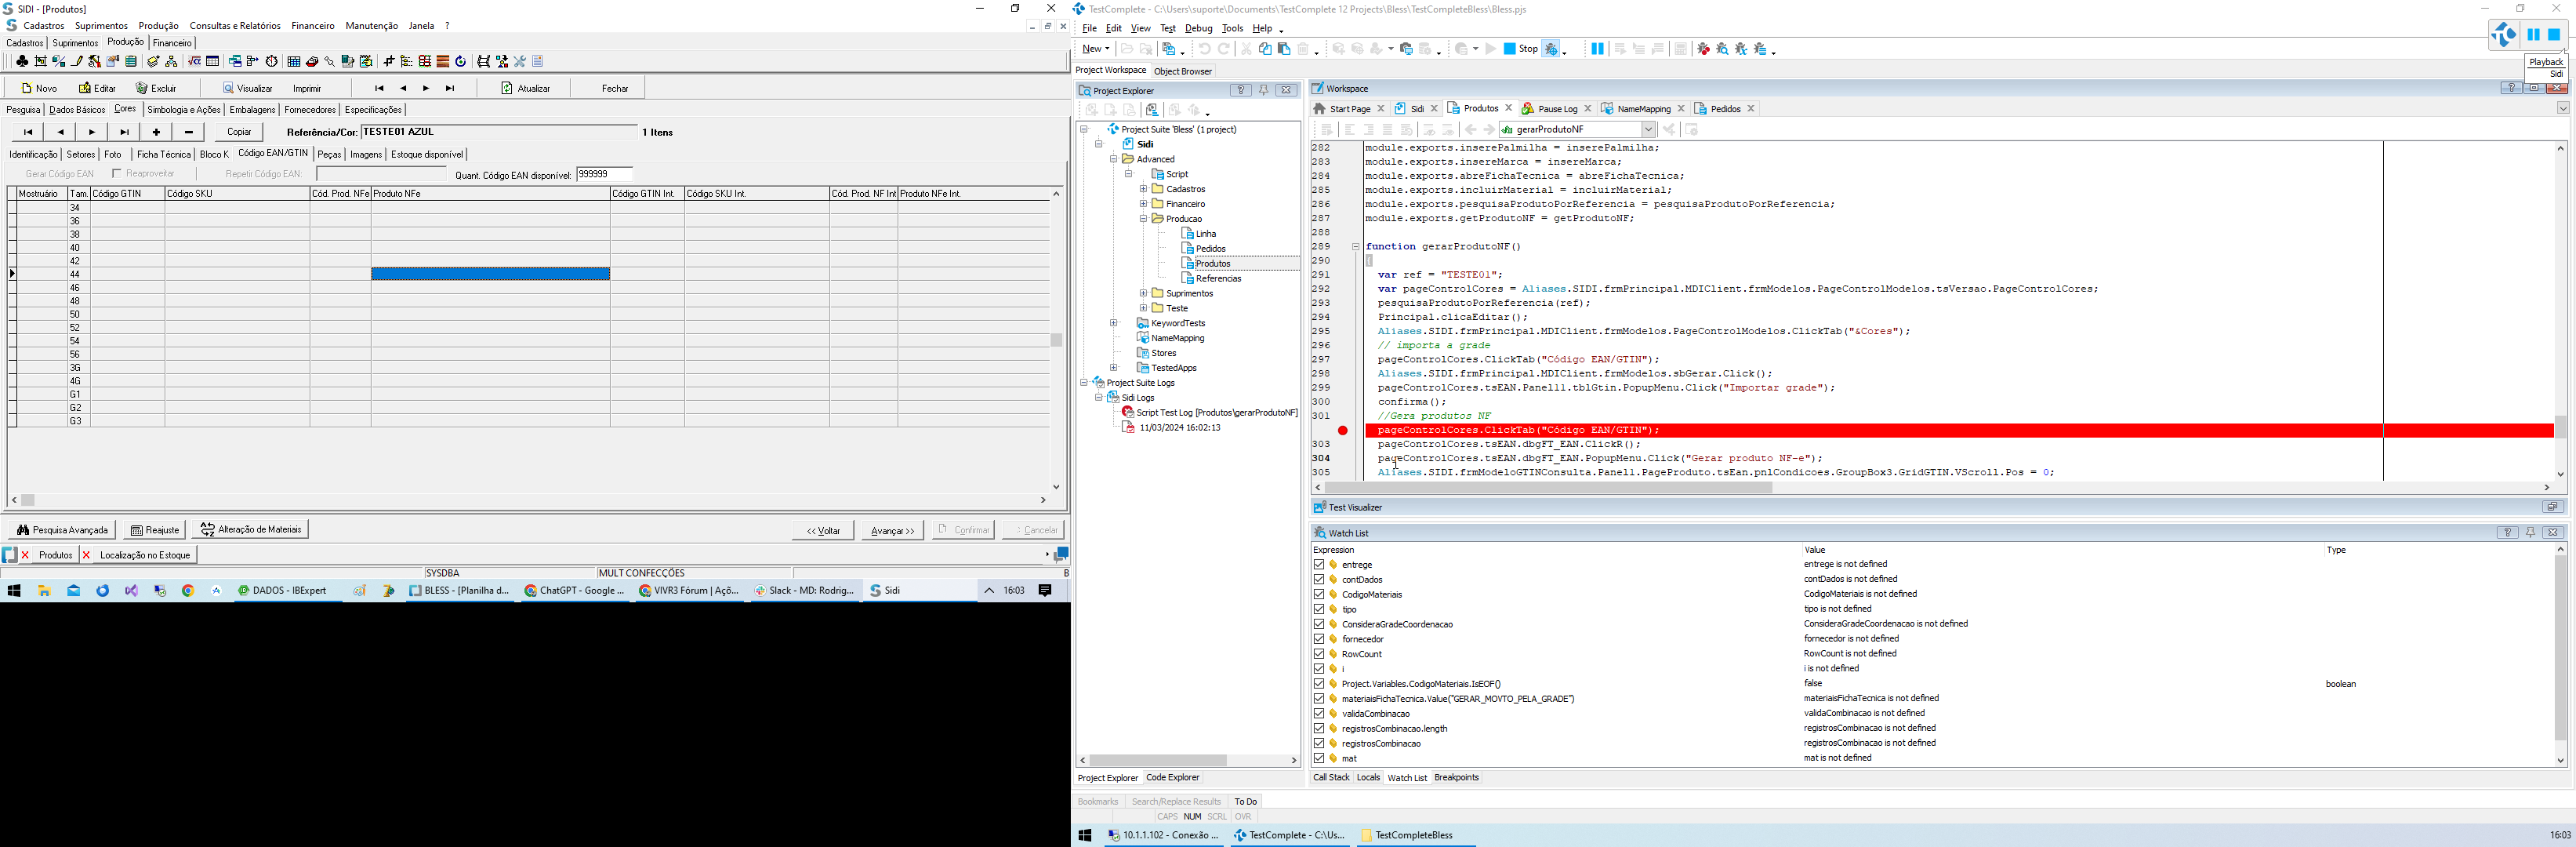 SIDI - [Produtos]
Cadastros Suprimentos Produção Consultas e Relatórios Financeiro Manutenção Janela ?
Cadastros Suprimentos Produção Financeiro
Novo Editar Excluir Visualizar Imprimir Atualizar Fechar
Pesquisa Dados Básicos Cores Simbologia e Ações Embalagens Fornecedores Especificações
Copiar Referência/Cor: TESTE01 AZUL 1 Itens
Identificação Setores Foto Ficha Técnica Bloco K Código EAN/GTIN Peças Imagens Estoque disponível
Gerar Código EAN Reaproveitar Repetir Código EAN: Quant. Código EAN disponível: 999999
Mostruário Tam. Código GTIN Código SKU Cód. Prod. NFe Produto NFe Código GTIN Int. Código SKU Int. Cód. Prod. NF Int Produto NFe Int.
34
36
38
40
42
44
46
48
50
52
54
56
3G
4G
G1
G2
G3
Pesquisa Avançada Reajuste Alteração de Materiais << Voltar Avançar >> Confirmar Cancelar
Produtos Localização no Estoque
SYSDBA MULT CONFECÇÕES B
DADOS - IBExpert BLESS - [Planilha d... ChatGPT - Google ... VIVR3 Fórum | Açõ... Slack - MD: Rodrig... Sidi 16:03
TestComplete - C:\Users\suporte\Documents\TestComplete 12 Projects\Bless\TestCompleteBless\Bless.pjs
File Edit View Test Debug Tools Help
New Stop
Playback
Sidi
Project Workspace Object Browser
Project Explorer
Project Suite 'Bless' (1 project)
Sidi
Advanced
Script
Cadastros
Financeiro
Producao
Linha
Pedidos
Produtos
Referencias
Suprimentos
Teste
KeywordTests
NameMapping
Stores
TestedApps
Project Suite Logs
Sidi Logs
Script Test Log [Produtos\gerarProdutoNF]
11/03/2024 16:02:13
Project Explorer Code Explorer
Workspace
Start Page Sidi Produtos Pause Log NameMapping Pedidos
gerarProdutoNF
282 module.exports.inserePalmilha = inserePalmilha;
283 module.exports.insereMarca = insereMarca;
284 module.exports.abreFichaTecnica = abreFichaTecnica;
285 module.exports.incluirMaterial = incluirMaterial;
286 module.exports.pesquisaProdutoPorReferencia = pesquisaProdutoPorReferencia;
287 module.exports.getProdutoNF = getProdutoNF;
288
289 function gerarProdutoNF()
290 {
291 var ref = "TESTE01";
292 var pageControlCores = Aliases.SIDI.frmPrincipal.MDIClient.frmModelos.PageControlModelos.tsVersao.PageControlCores;
293 pesquisaProdutoPorReferencia(ref);
294 Principal.clicaEditar();
295 Aliases.SIDI.frmPrincipal.MDIClient.frmModelos.PageControlModelos.ClickTab("&Cores");
296 // importa a grade
297 pageControlCores.ClickTab("Código EAN/GTIN");
298 Aliases.SIDI.frmPrincipal.MDIClient.frmModelos.sbGerar.Click();
299 pageControlCores.tsEAN.Panel11.tblGtin.PopupMenu.Click("Importar grade");
300 confirma();
301 //Gera produtos NF
pageControlCores.ClickTab("Código EAN/GTIN");
303 pageControlCores.tsEAN.dbgFT_EAN.ClickR();
304 pageControlCores.tsEAN.dbgFT_EAN.PopupMenu.Click("Gerar produto NF-e");
305 Aliases.SIDI.frmModeloGTINConsulta.Panel1.PageProduto.tsEan.pnlCondicoes.GroupBox3.GridGTIN.VScroll.Pos = 0;
Test Visualizer
Watch List
Expression Value Type
entrege entrege is not defined
contDados contDados is not defined
CodigoMateriais CodigoMateriais is not defined
tipo tipo is not defined
ConsideraGradeCoordenacao ConsideraGradeCoordenacao is not defined
fornecedor fornecedor is not defined
RowCount RowCount is not defined
i i is not defined
Project.Variables.CodigoMateriais.IsEOF() false boolean
materiaisFichaTecnica.Value("GERAR_MOVTO_PELA_GRADE") materiaisFichaTecnica is not defined
validaCombinacao validaCombinacao is not defined
registrosCombinacao.length registrosCombinacao is not defined
registrosCombinacao registrosCombinacao is not defined
mat mat is not defined
Call Stack Locals Watch List Breakpoints
Bookmarks Search/Replace Results To Do
CAPS NUM SCRL OVR
10.1.1.102 - Conexão ... TestComplete - C:\Us... TestCompleteBless 16:03